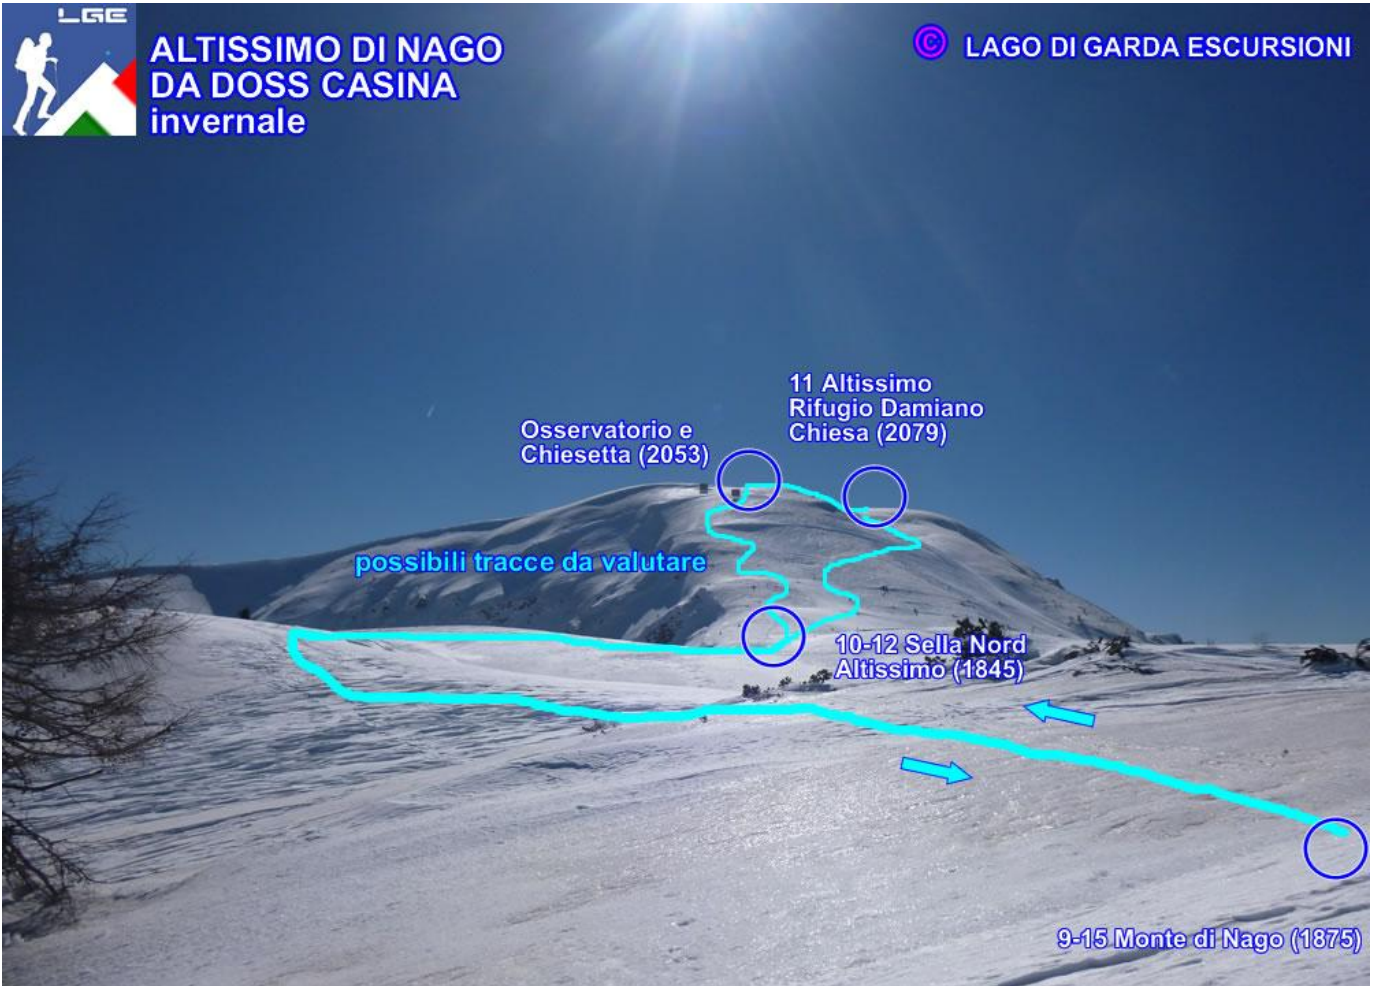 LGE
ALTISSIMO DI NAGO
DA DOSS CASINA
invernale
© LAGO DI GARDA ESCURSIONI
11 Altissimo
Rifugio Damiano
Chiesa (2079)
Osservatorio e
Chiesetta (2053)
possibili tracce da valutare
10-12 Sella Nord
Altissimo (1845)
9-15 Monte di Nago (1875)